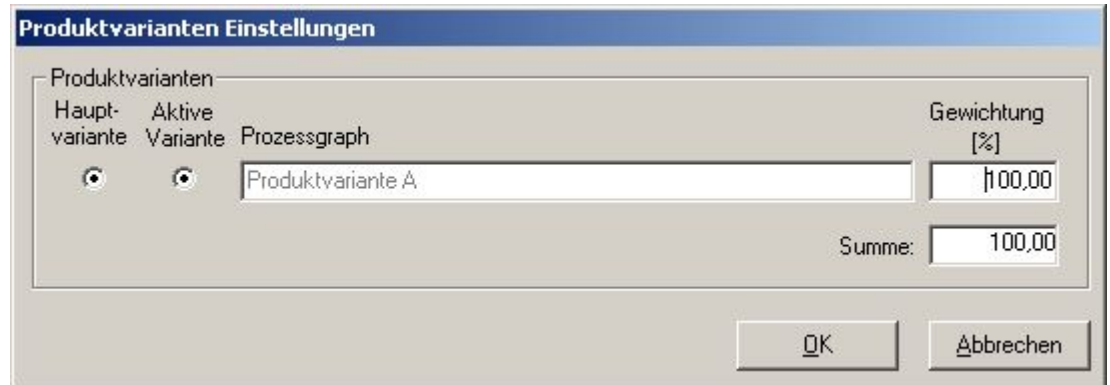 Produktvarianten Einstellungen
Produktvarianten
Haupt-
variante
Aktive
Variante
Prozessgraph
Gewichtung
[%]
Produktvariante A
100,00
Summe: 100,00
OK
Abbrechen